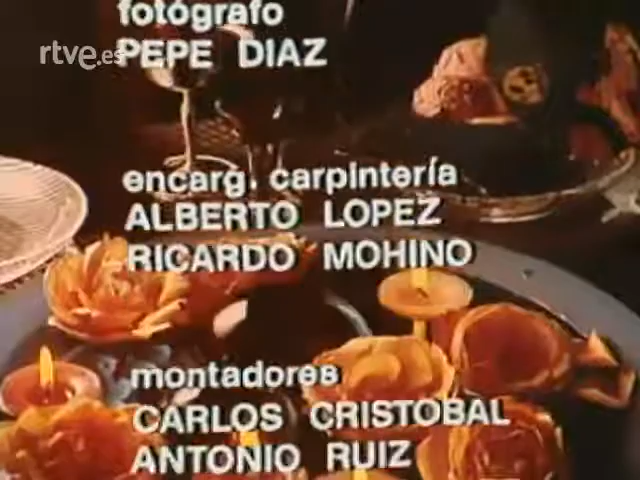 fotógrafo
rtve.es
PEPE DIAZ
encarg. carpintería
ALBERTO LOPEZ
RICARDO MOHINO
montadores
CARLOS CRISTOBAL
ANTONIO RUIZ